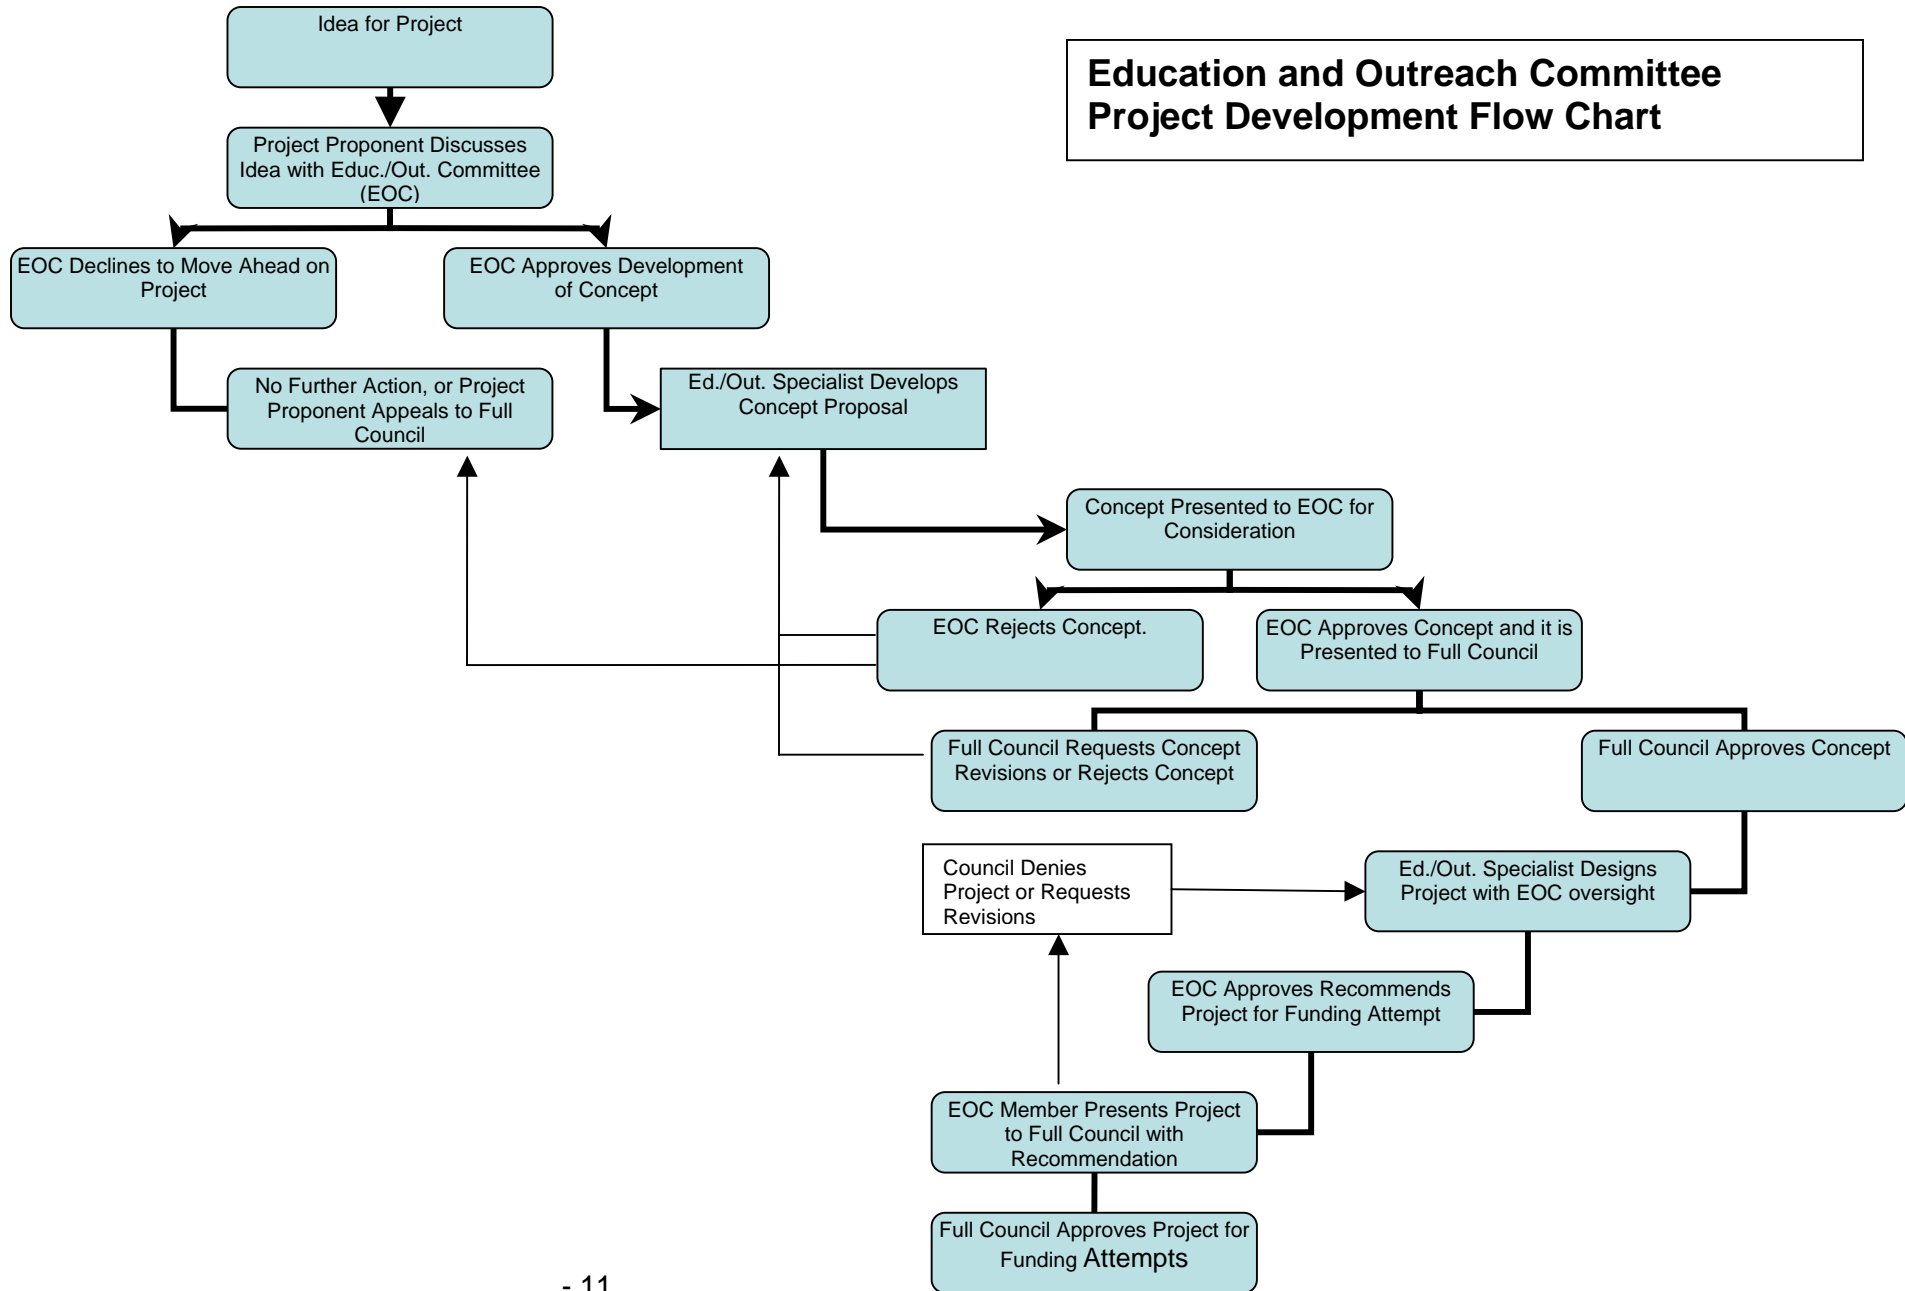 Idea for Project
Education and Outreach Committee
Project Development Flow Chart
Project Proponent Discusses
Idea with Educ./Out. Committee
(EOC)
EOC Declines to Move Ahead on
Project
EOC Approves Development
of Concept
No Further Action, or Project
Proponent Appeals to Full
Council
Ed./Out. Specialist Develops
Concept Proposal
Concept Presented to EOC for
Consideration
EOC Rejects Concept.
EOC Approves Concept and it is
Presented to Full Council
Full Council Requests Concept
Revisions or Rejects Concept
Full Council Approves Concept
Council Denies
Project or Requests
Revisions
Ed./Out. Specialist Designs
Project with EOC oversight
EOC Approves Recommends
Project for Funding Attempt
EOC Member Presents Project
to Full Council with
Recommendation
Full Council Approves Project for
Funding Attempts
- 11